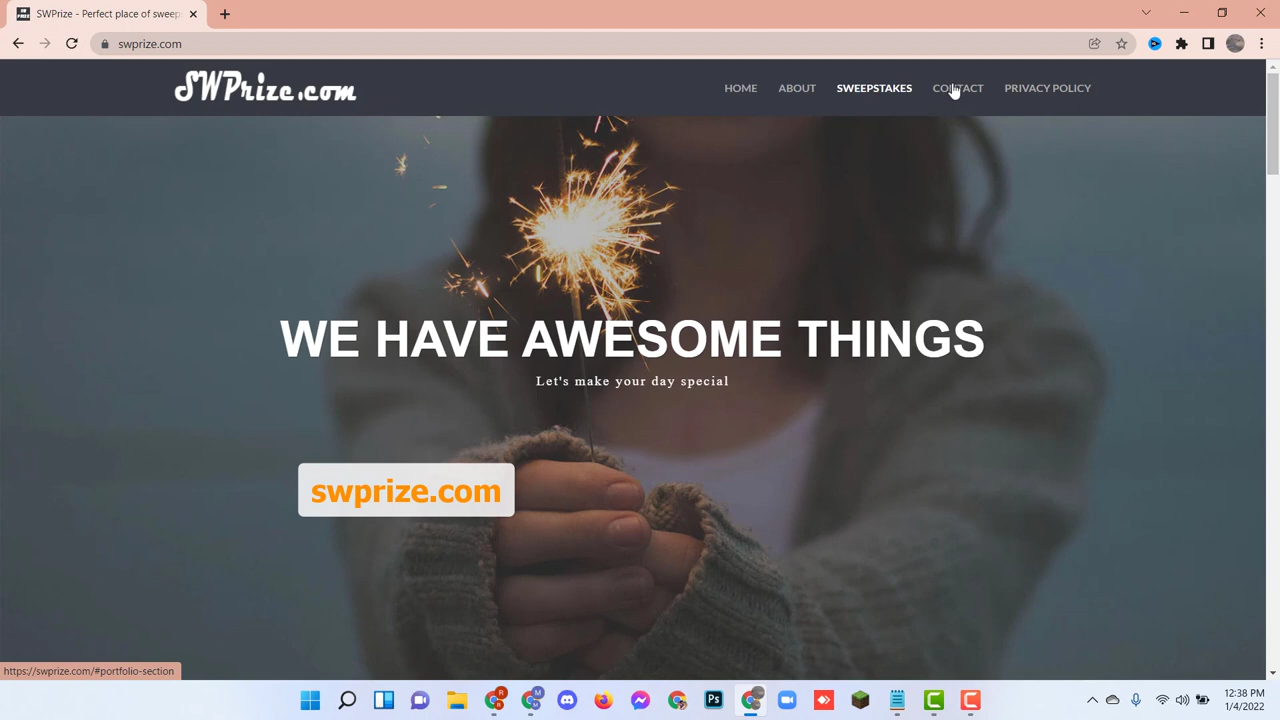 SWPrize - Perfect place of sweep
swprize.com
SWPrize.com
HOME ABOUT SWEEPSTAKES CONTACT PRIVACY POLICY
WE HAVE AWESOME THINGS
Let's make your day special
swprize.com
https://swprize.com/#portfolio-section
12:38 PM
1/4/2022